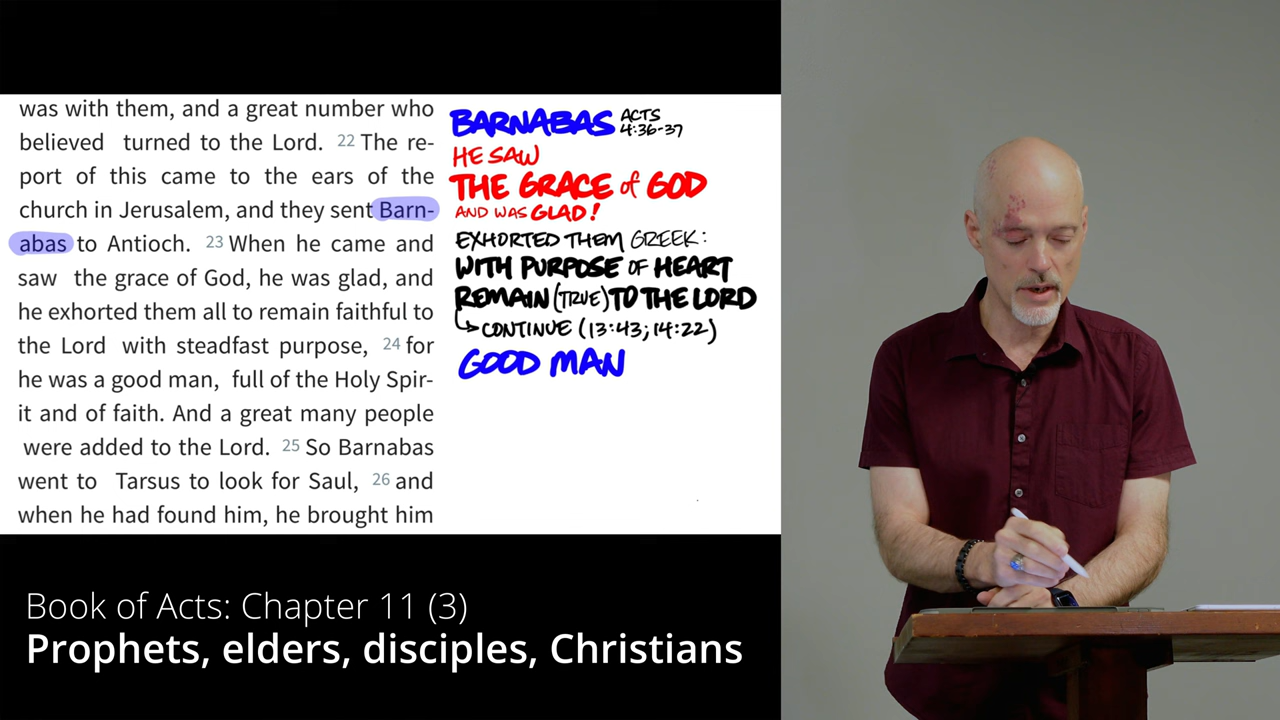 was with them, and a great number who
believed turned to the Lord. 22 The re-
port of this came to the ears of the
church in Jerusalem, and they sent Barn-
abas to Antioch. 23 When he came and
saw the grace of God, he was glad, and
he exhorted them all to remain faithful to
the Lord with steadfast purpose, 24 for
he was a good man, full of the Holy Spir-
it and of faith. And a great many people
were added to the Lord. 25 So Barnabas
went to Tarsus to look for Saul, 26 and
when he had found him, he brought him
BARNABAS ACTS 4:36-37
HE SAW
THE GRACE of GOD
AND WAS GLAD!
EXHORTED THEM GREEK:
WITH PURPOSE OF HEART
REMAIN (TRUE) TO THE LORD
CONTINUE (13:43; 14:22)
GOOD MAN
Book of Acts: Chapter 11 (3)
Prophets, elders, disciples, Christians